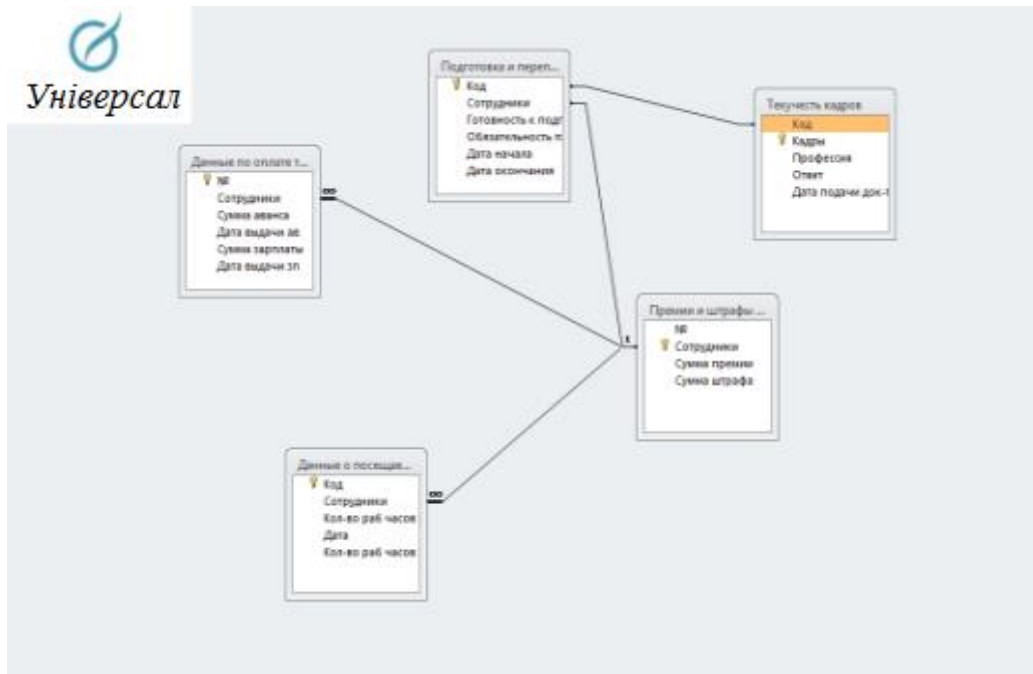 Універсал
Подготовка и переп...
Код
Сотрудники
Готовность к подг
Обязательность п
Дата начала
Дата окончания
Текучесть кадров
Код
Кадры
Профессия
Ответ
Дата подачи док-т
Данные по оплате т...
№
Сотрудники
Сумма аванса
Дата выдачи ав
Сумма зарплаты
Дата выдачи зп
Премии и штрафы ...
№
Сотрудники
Сумма премии
Сумма штрафа
Данные о посещае...
Код
Сотрудники
Кол-во раб часов
Дата
Кол-во раб часов
∞
1
∞